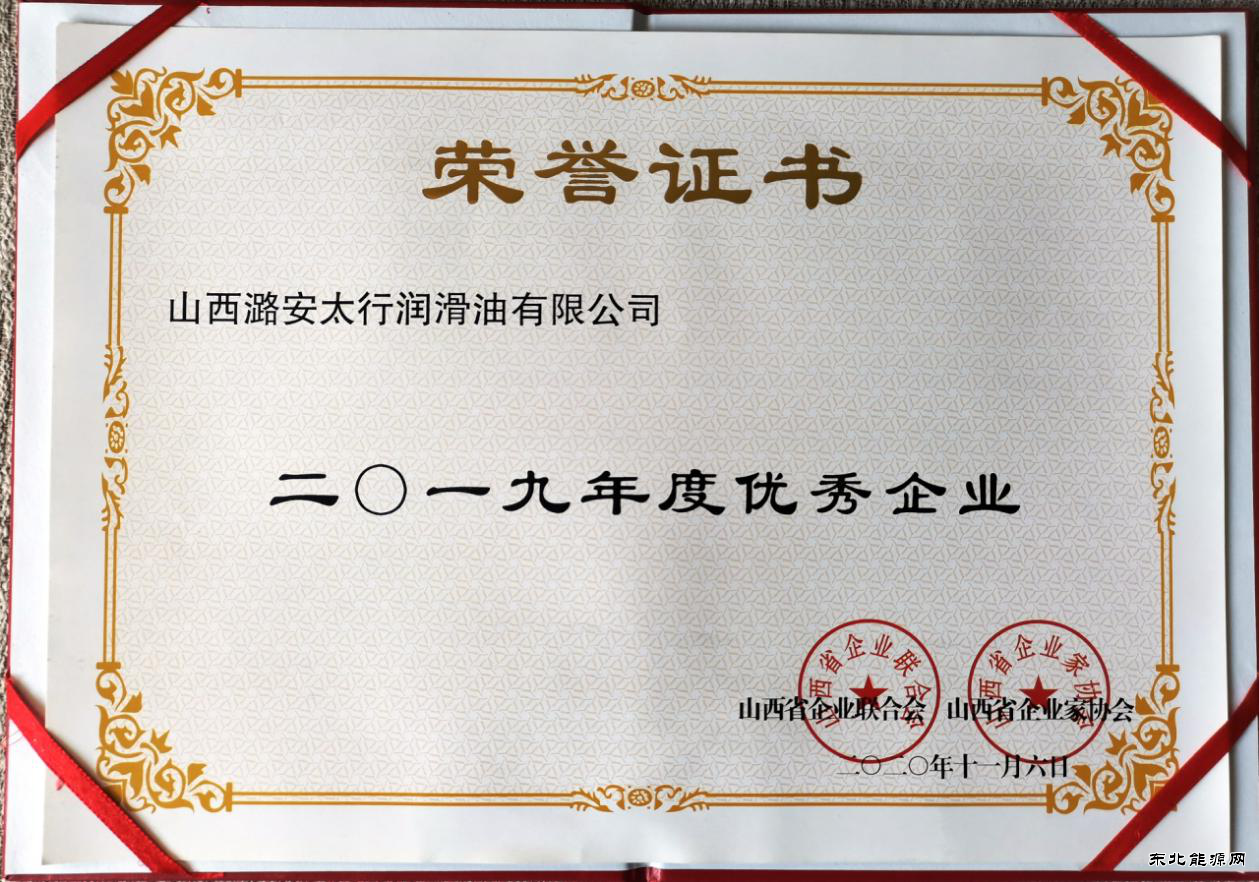 荣誉证书
山西潞安太行润滑油有限公司
二〇一九年度优秀企业
山西省企业联合会
山西省企业家协会
山西省企业联合会 山西省企业家协会
二〇二〇年十一月六日
东北能源网